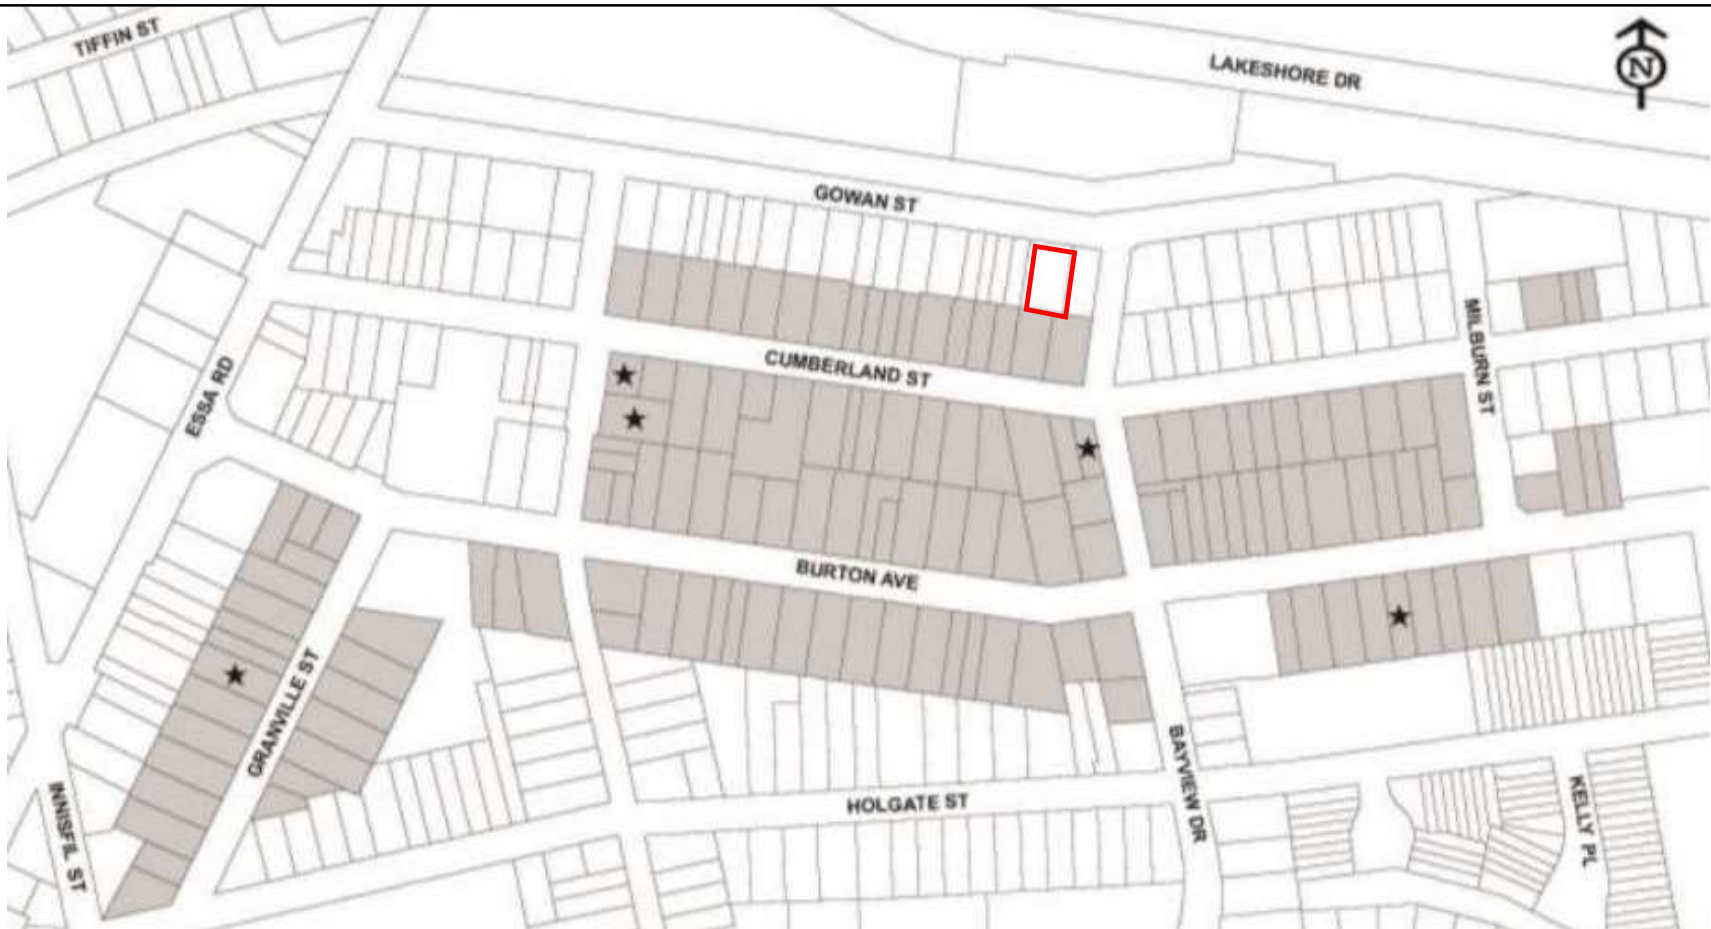 TIFFIN ST
LAKESHORE DR
N
GOWAN ST
CUMBERLAND ST
MILBURN ST
ESSA RD
BURTON AVE
GRANVILLE ST
BAYVIEW DR
INNISFIL ST
HOLGATE ST
KELLY PL